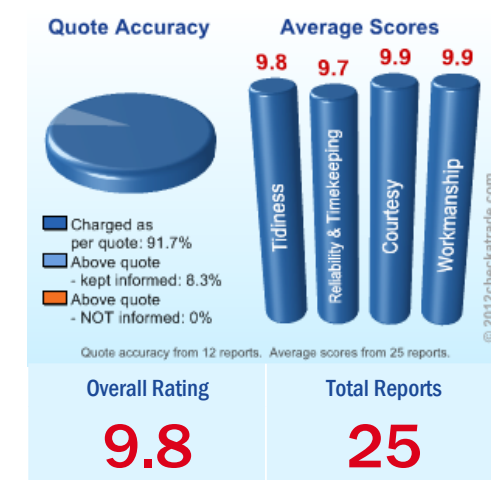 Quote Accuracy
Average Scores
9.8
9.7
9.9
9.9
Tidiness
Reliability & Timekeeping
Courtesy
Workmanship
Charged as
per quote: 91.7%
Above quote
- kept informed: 8.3%
Above quote
- NOT informed: 0%
© 2012checkatrade.com
Quote accuracy from 12 reports. Average scores from 25 reports.
Overall Rating
Total Reports
9.8
25